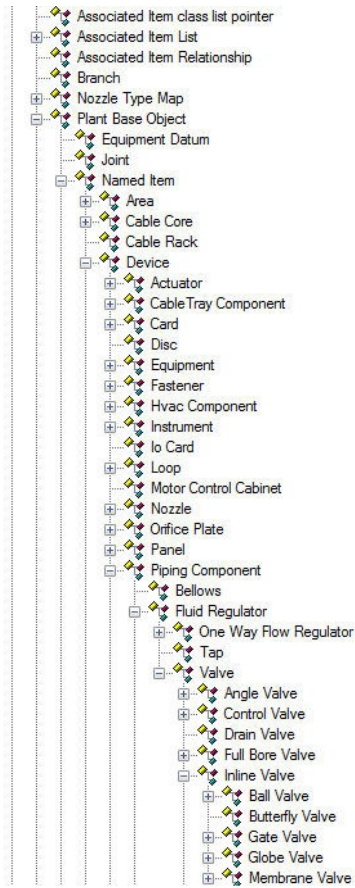 Associated Item class list pointer
Associated Item List
Associated Item Relationship
Branch
Nozzle Type Map
Plant Base Object
Equipment Datum
Joint
Named Item
Area
Cable Core
Cable Rack
Device
Actuator
CableTray Component
Card
Disc
Equipment
Fastener
Hvac Component
Instrument
Io Card
Loop
Motor Control Cabinet
Nozzle
Orifice Plate
Panel
Piping Component
Bellows
Fluid Regulator
One Way Flow Regulator
Tap
Valve
Angle Valve
Control Valve
Drain Valve
Full Bore Valve
Inline Valve
Ball Valve
Butterfly Valve
Gate Valve
Globe Valve
Membrane Valve